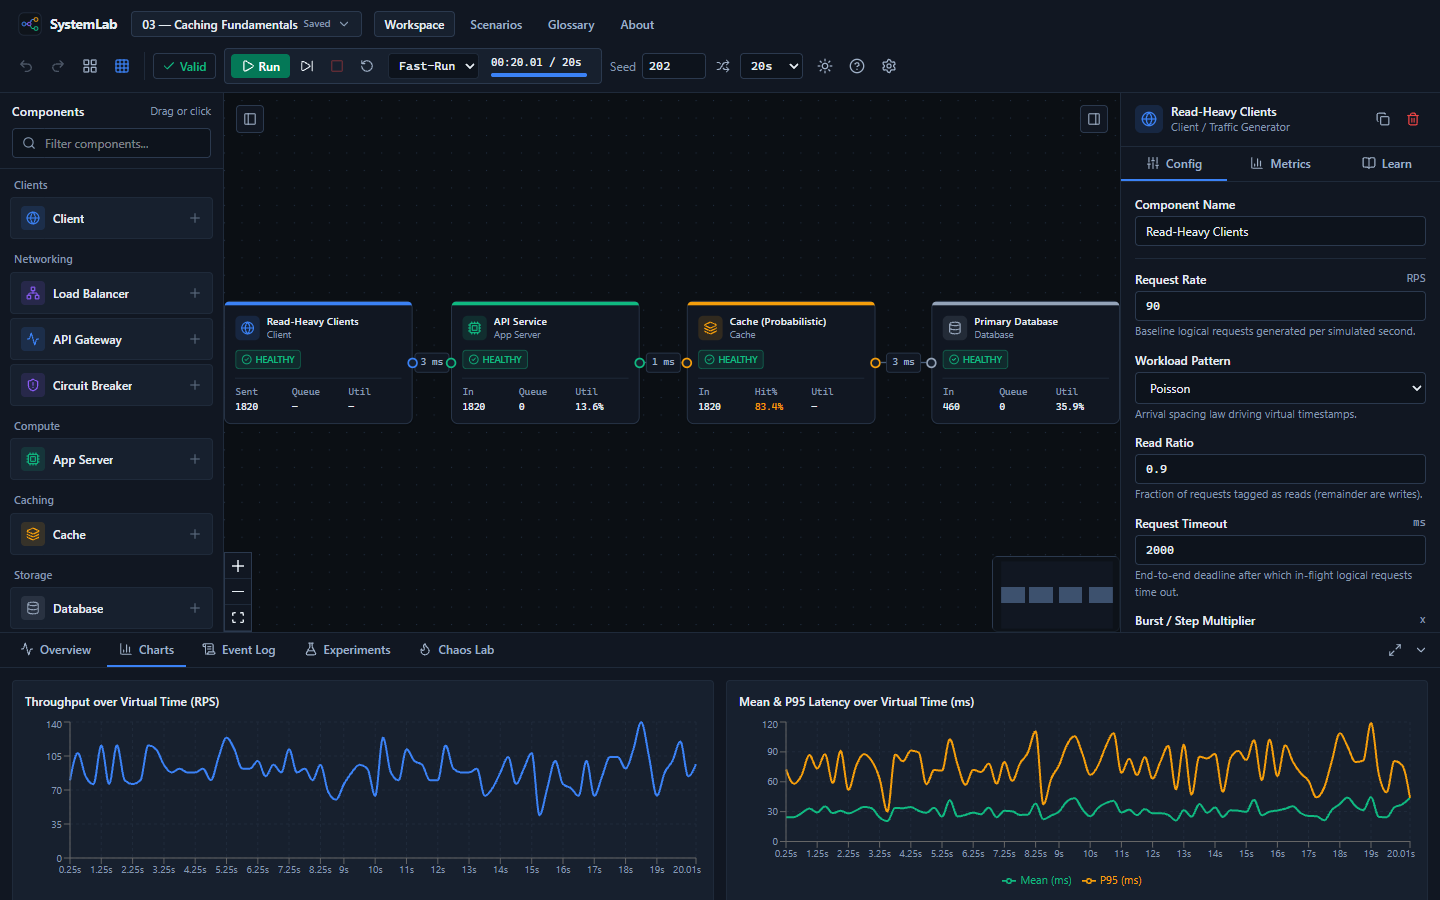 SystemLab
03 — Caching Fundamentals Saved
Workspace
Scenarios
Glossary
About
Valid
Run
Fast-Run
00:20.01 / 20s
Seed
202
20s
Components
Drag or click
Filter components...
Clients
Client
Networking
Load Balancer
API Gateway
Circuit Breaker
Compute
App Server
Caching
Cache
Storage
Database
Read-Heavy Clients
Client
HEALTHY
Sent Queue Util
1820 — —
3 ms
API Service
App Server
HEALTHY
In Queue Util
1820 0 13.6%
1 ms
Cache (Probabilistic)
Cache
HEALTHY
In Hit% Util
1820 83.4% —
3 ms
Primary Database
Database
HEALTHY
In Queue Util
460 0 35.9%
Read-Heavy Clients
Client / Traffic Generator
Config
Metrics
Learn
Component Name
Read-Heavy Clients
Request Rate RPS
90
Baseline logical requests generated per simulated second.
Workload Pattern
Poisson
Arrival spacing law driving virtual timestamps.
Read Ratio
0.9
Fraction of requests tagged as reads (remainder are writes).
Request Timeout ms
2000
End-to-end deadline after which in-flight logical requests
time out.
Burst / Step Multiplier x
Overview
Charts
Event Log
Experiments
Chaos Lab
Throughput over Virtual Time (RPS)
140
105
70
35
0
0.25s 1.25s 2.25s 3.25s 4.25s 5.25s 6.25s 7.25s 8.25s 9s 10s 11s 12s 13s 14s 15s 16s 17s 18s 19s 20.01s
Mean & P95 Latency over Virtual Time (ms)
120
90
60
30
0
0.25s 1.25s 2.25s 3.25s 4.25s 5.25s 6.25s 7.25s 8.25s 9s 10s 11s 12s 13s 14s 15s 16s 17s 18s 19s 20.01s
Mean (ms) P95 (ms)